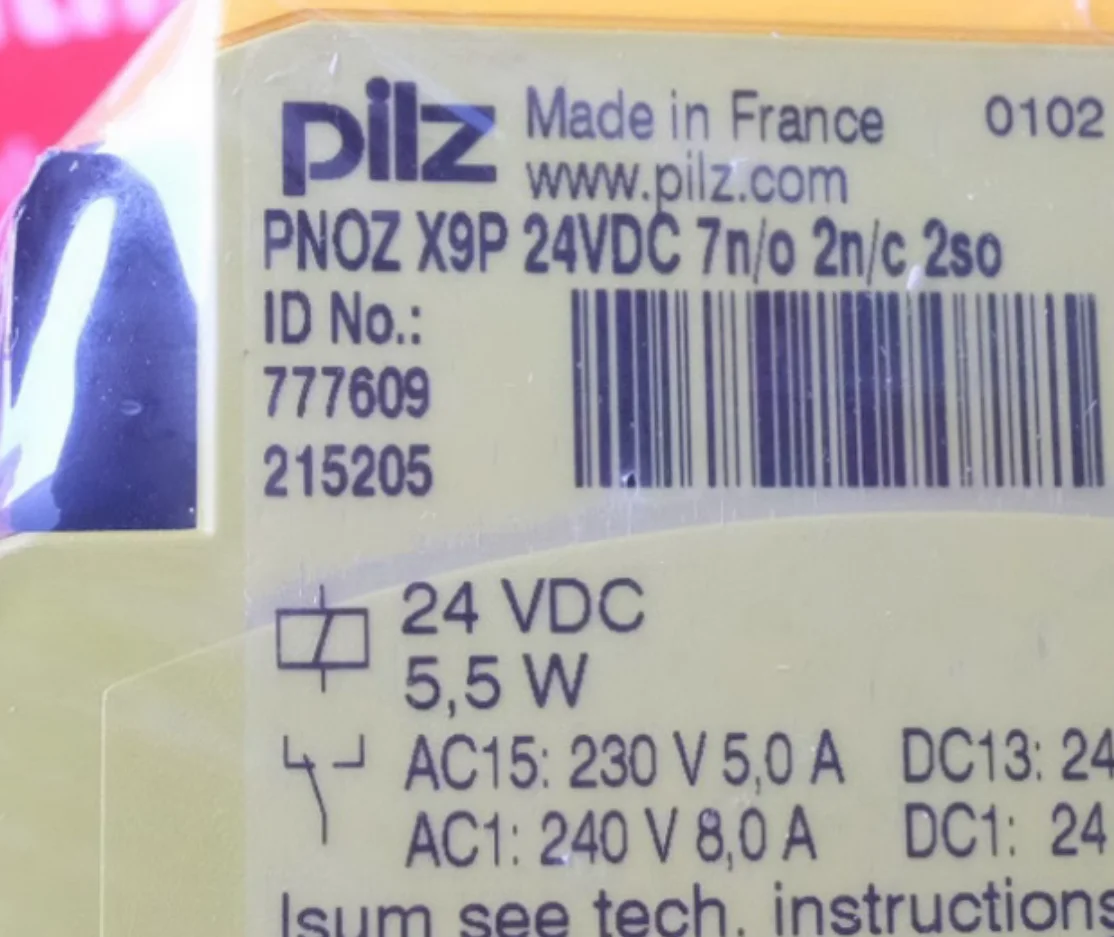 pilz Made in France 0102
www.pilz.com
PNOZ X9P 24VDC 7n/o 2n/c 2so
ID No.:
777609
215205
24 VDC
5,5 W
AC15: 230 V 5,0 A DC13: 24
AC1: 240 V 8,0 A DC1: 24
Isum see tech. instructions